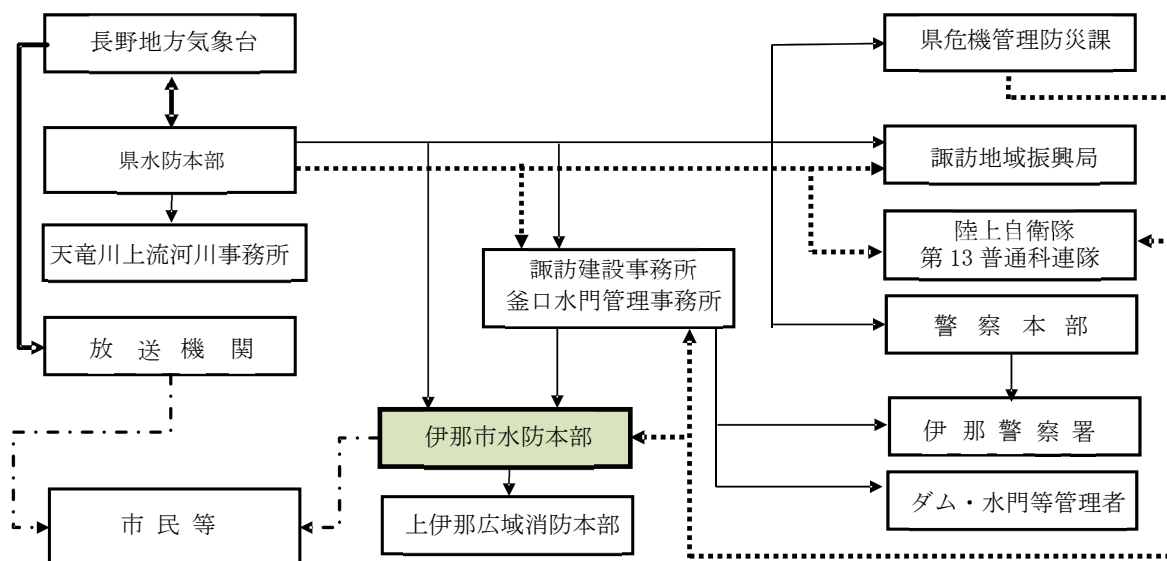 長野地方気象台
県危機管理防災課
県水防本部
諏訪地域振興局
天竜川上流河川事務所
陸上自衛隊
第13普通科連隊
諏訪建設事務所
釜口水門管理事務所
放送機関
警察本部
伊那市水防本部
伊那警察署
市民等
上伊那広域消防本部
ダム・水門等管理者